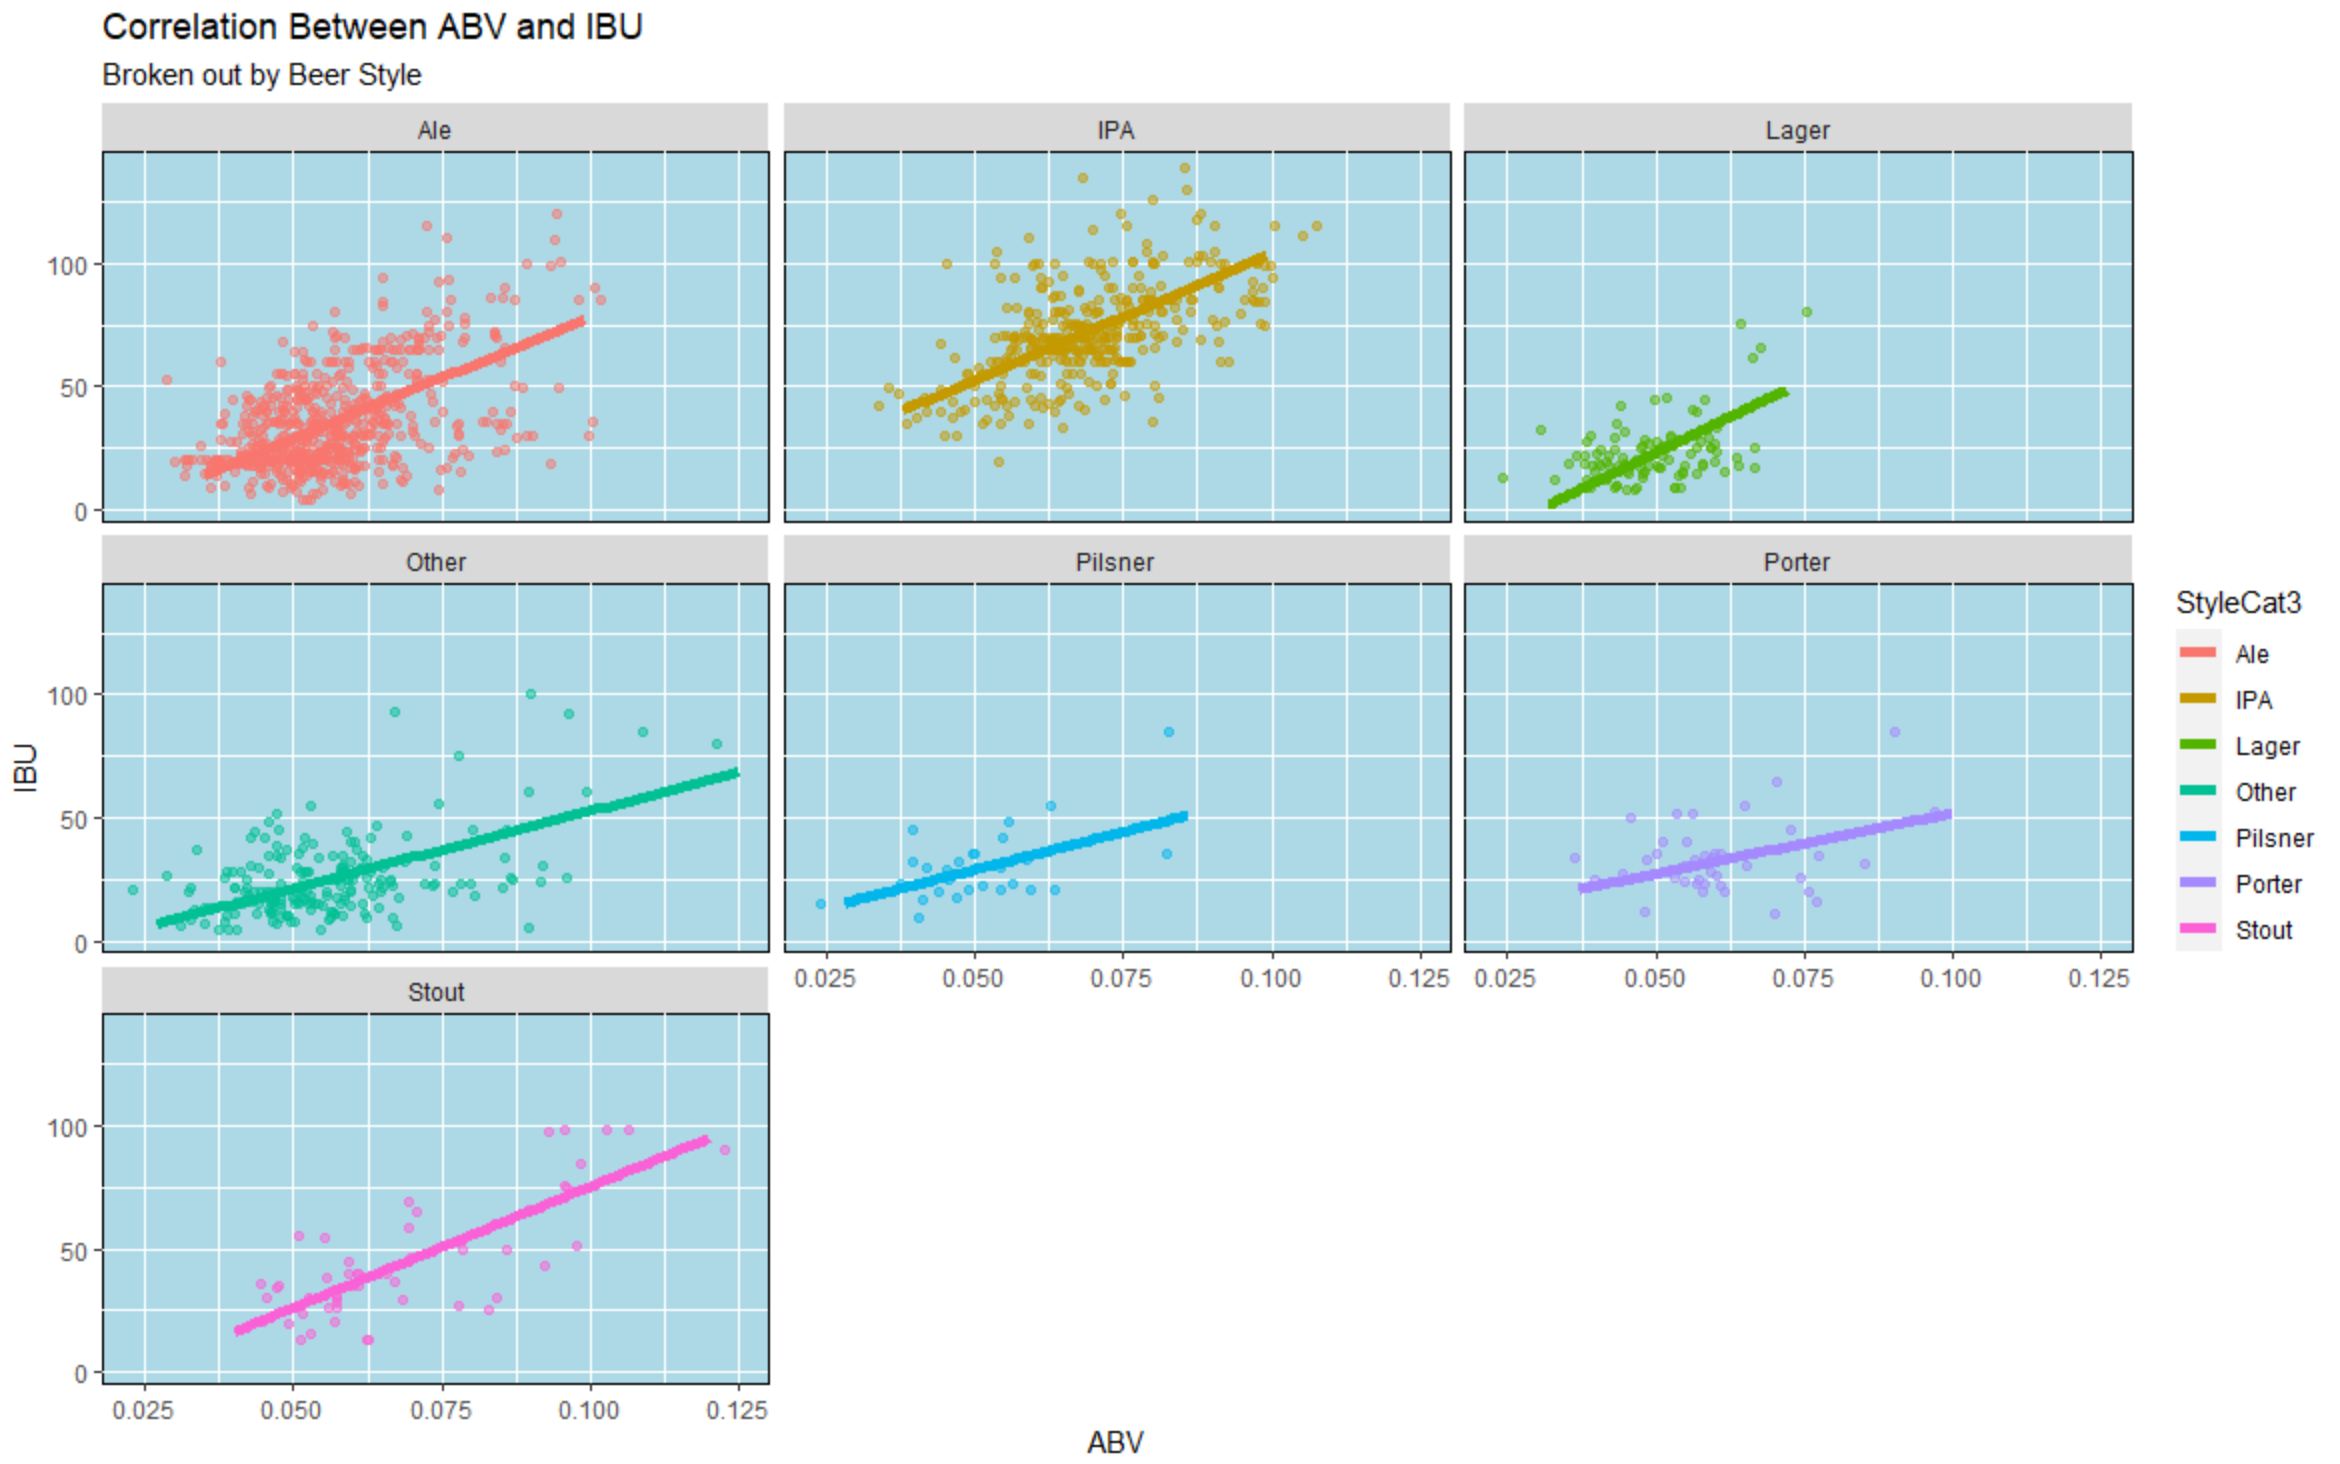 Correlation Between ABV and IBU
Broken out by Beer Style
Ale
IPA
Lager
100
50
0
Other
Pilsner
Porter
100
50
0
0.025 0.050 0.075 0.100 0.125
0.025 0.050 0.075 0.100 0.125
Stout
100
50
0
0.025 0.050 0.075 0.100 0.125
IBU
ABV
StyleCat3
Ale
IPA
Lager
Other
Pilsner
Porter
Stout